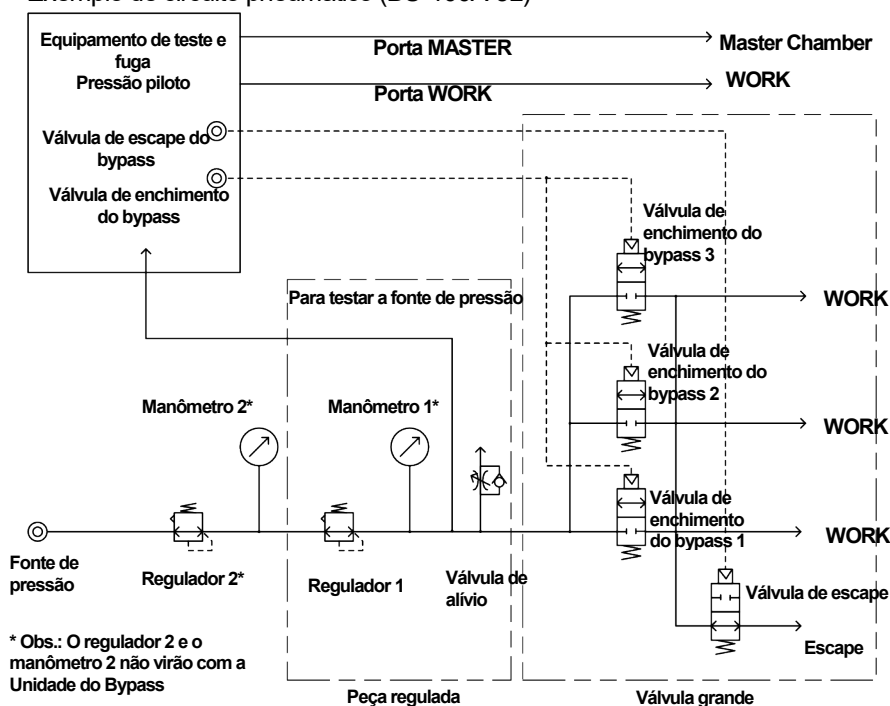 Equipamento de teste e
fuga
Pressão piloto
Porta MASTER
Master Chamber
Porta WORK
WORK
Válvula de escape do
bypass
Válvula de enchimento
do bypass
Válvula de
enchimento do
bypass 3
Para testar a fonte de pressão
WORK
Válvula de
enchimento do
bypass 2
Manômetro 2*
Manômetro 1*
WORK
Válvula de
enchimento
do bypass 1
WORK
Fonte de
pressão
Regulador 2*
Regulador 1
Válvula de
alívio
Válvula de escape
Escape
* Obs.: O regulador 2 e o
manômetro 2 não virão com a
Unidade do Bypass
Peça regulada
Válvula grande